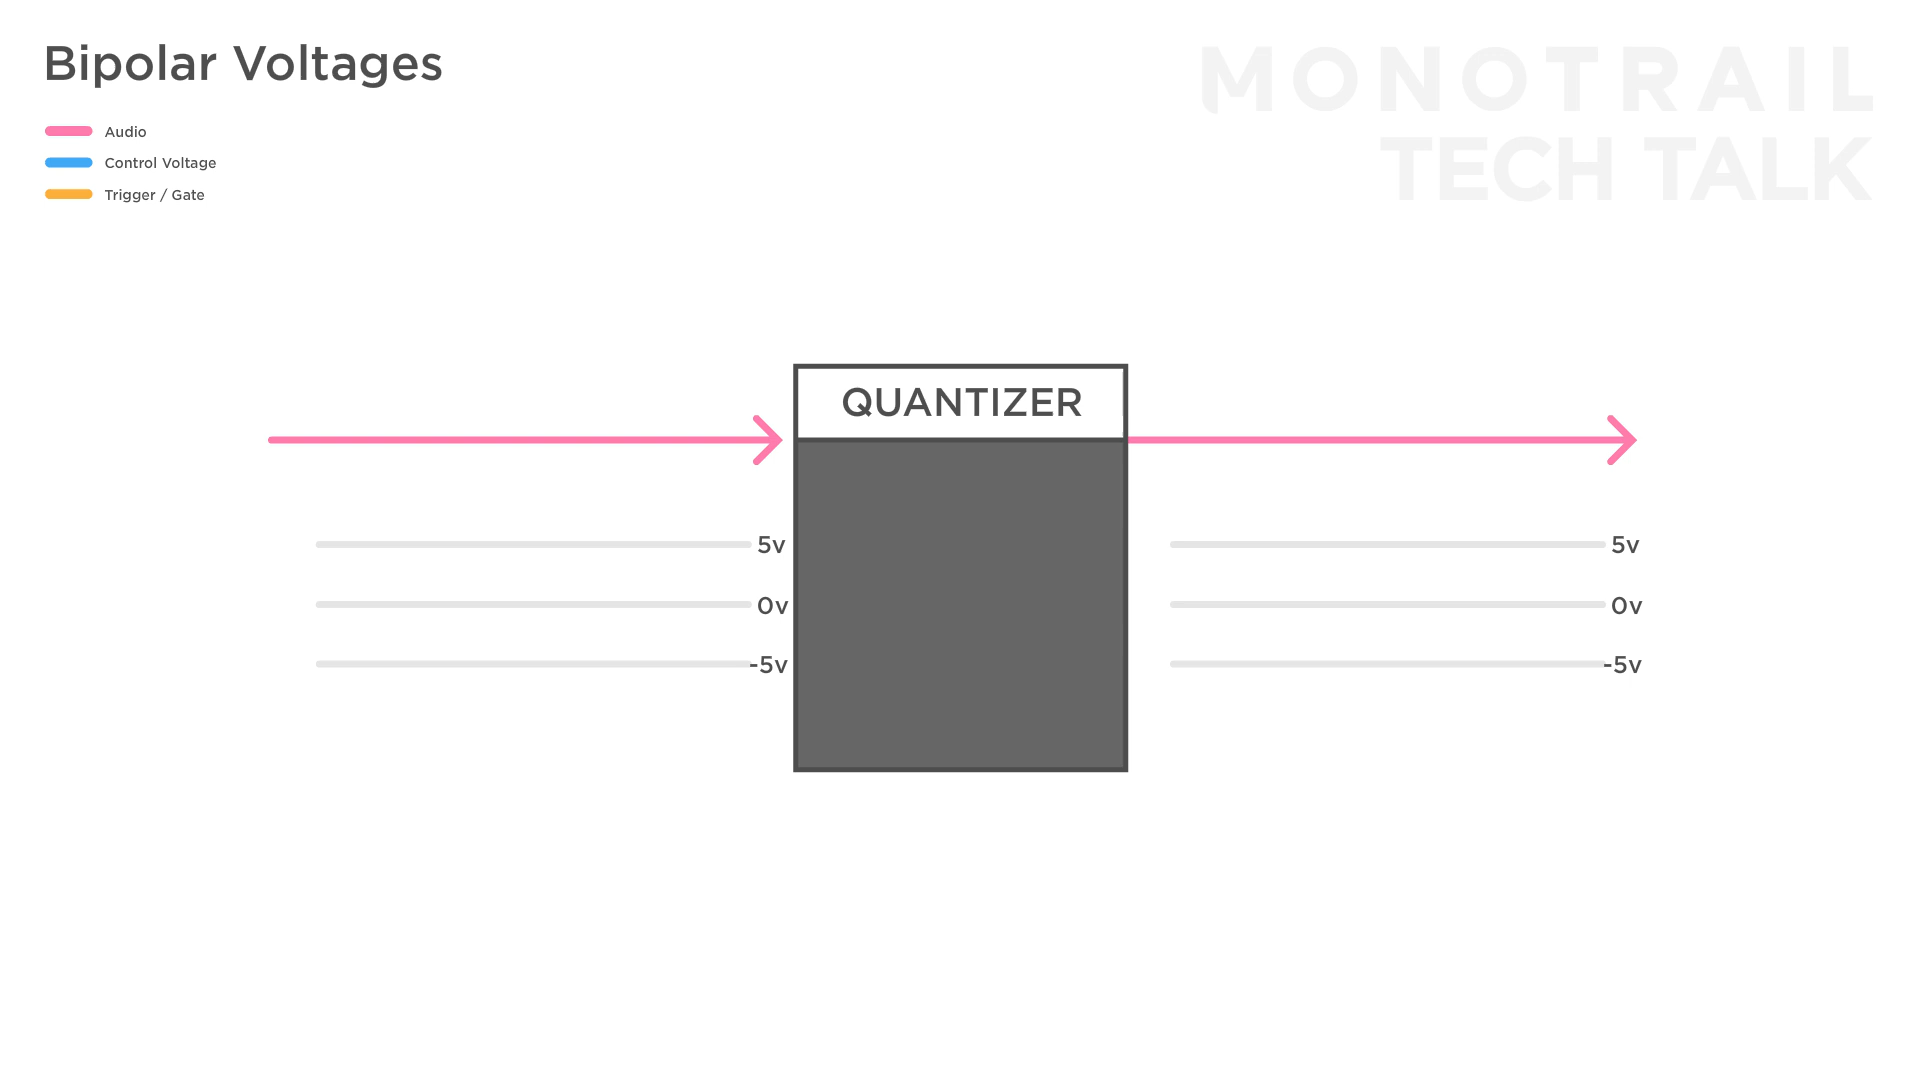 Bipolar Voltages
MONOTRAIL
TECH TALK
Audio
Control Voltage
Trigger / Gate
QUANTIZER
5v
0v
-5v
5v
0v
-5v